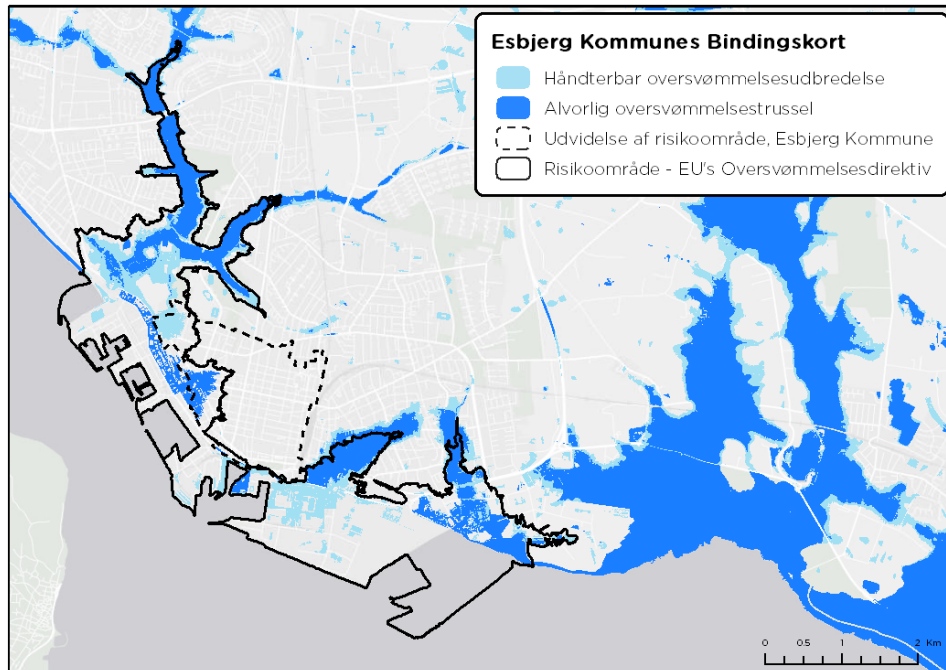 Esbjerg Kommunes Bindingskort
Håndterbar oversvømmelsesudbredelse
Alvorlig oversvømmelsestrussel
Udvidelse af risikoområde, Esbjerg Kommune
Risikoområde - EU's Oversvømmelsesdirektiv
0 0.5 1 2 Km